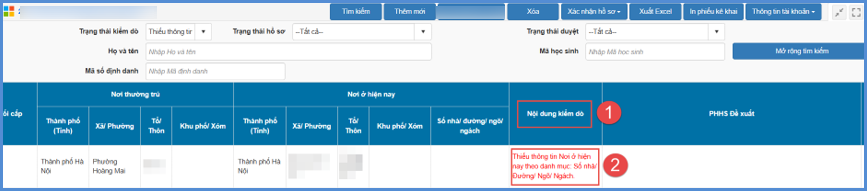 Tìm kiếm Thêm mới Xóa Xác nhận hồ sơ Xuất Excel In phiếu kê khai Thông tin tài khoản
Trạng thái kiểm dò Thiếu thông tin Trạng thái hồ sơ --Tất cả-- Trạng thái duyệt --Tất cả--
Họ và tên Nhập Họ và tên Mã học sinh Nhập Mã học sinh Mở rộng tìm kiếm
Mã số định danh Nhập Mã định danh
Nơi thường trú Nơi ở hiện nay
ối cấp Thành phố (Tỉnh) Xã/ Phường Tổ/ Thôn Khu phố/ Xóm Thành phố (Tỉnh) Xã/ Phường Tổ/ Thôn Khu phố/ Xóm Số nhà/ đường/ ngõ/ ngách Nội dung kiểm dò 1 PHHS Đề xuất
Thành phố Hà Nội Phường Hoàng Mai Thành phố Hà Nội
Thiếu thông tin Nơi ở hiện
nay theo danh mục: Số nhà/
Đường/ Ngõ/ Ngách.
2